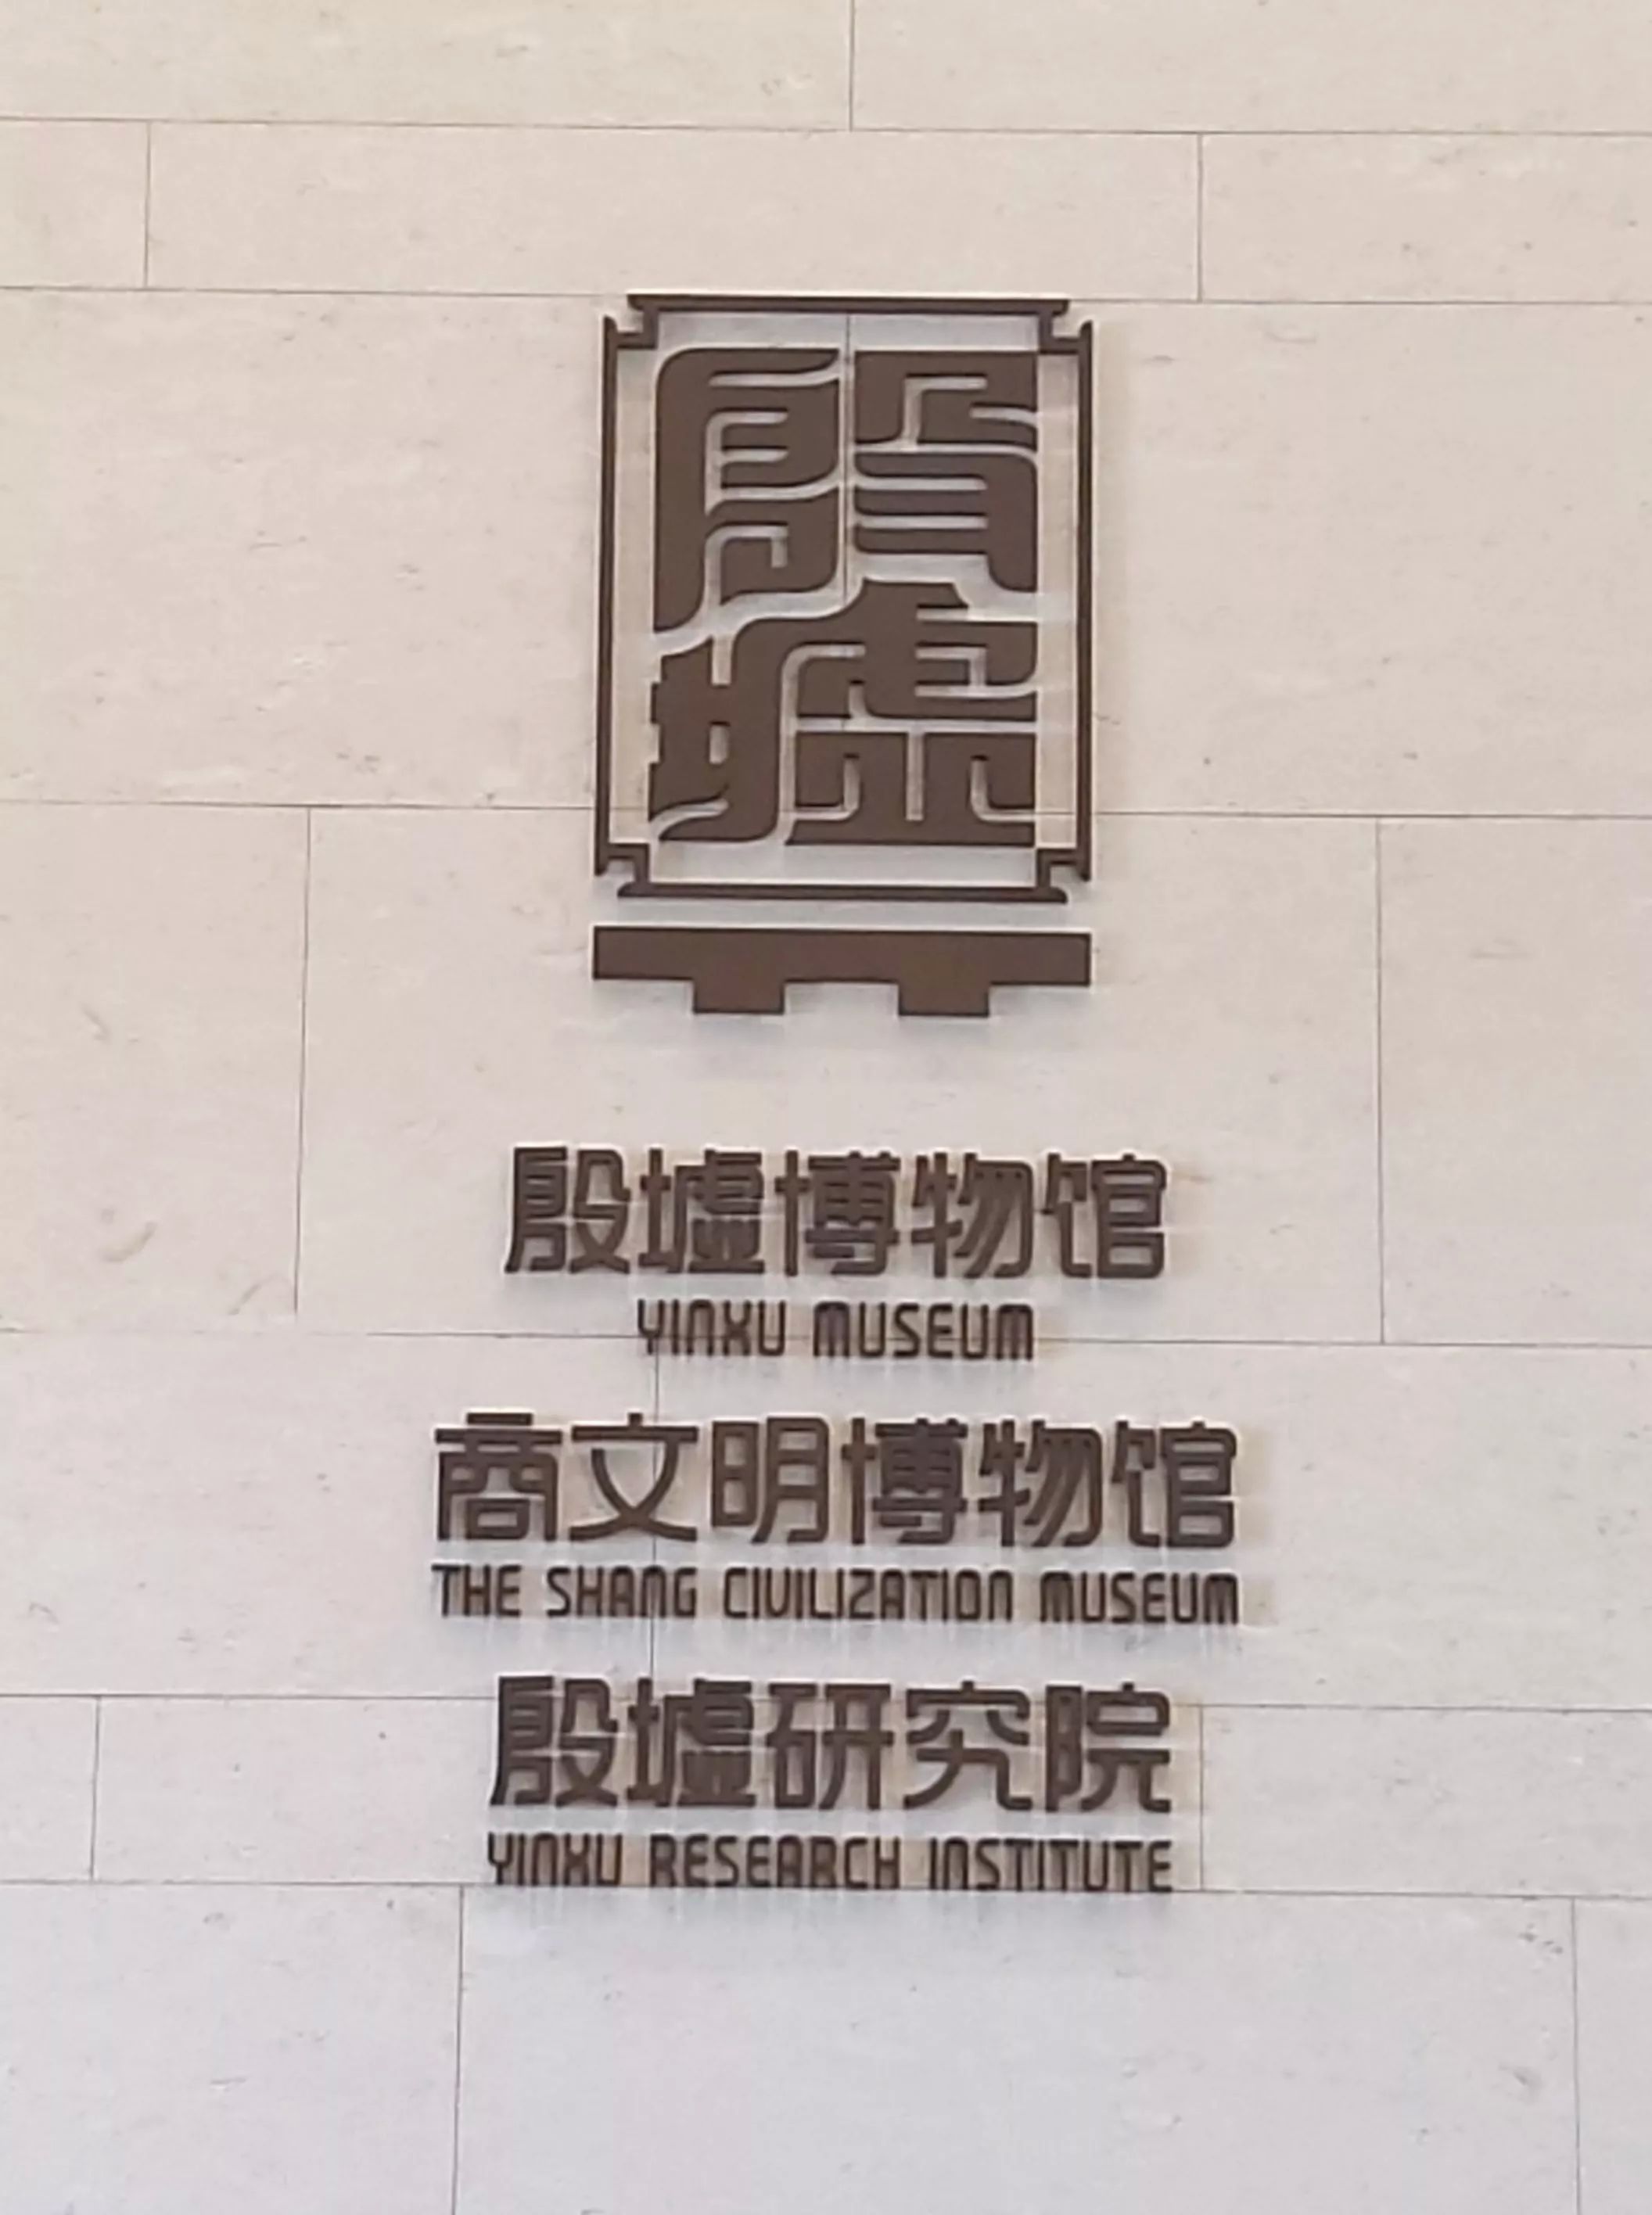 殷墟
殷墟博物馆
YINXU MUSEUM
商文明博物馆
THE SHANG CIVILIZATION MUSEUM
殷墟研究院
YINXU RESEARCH INSTITUTE